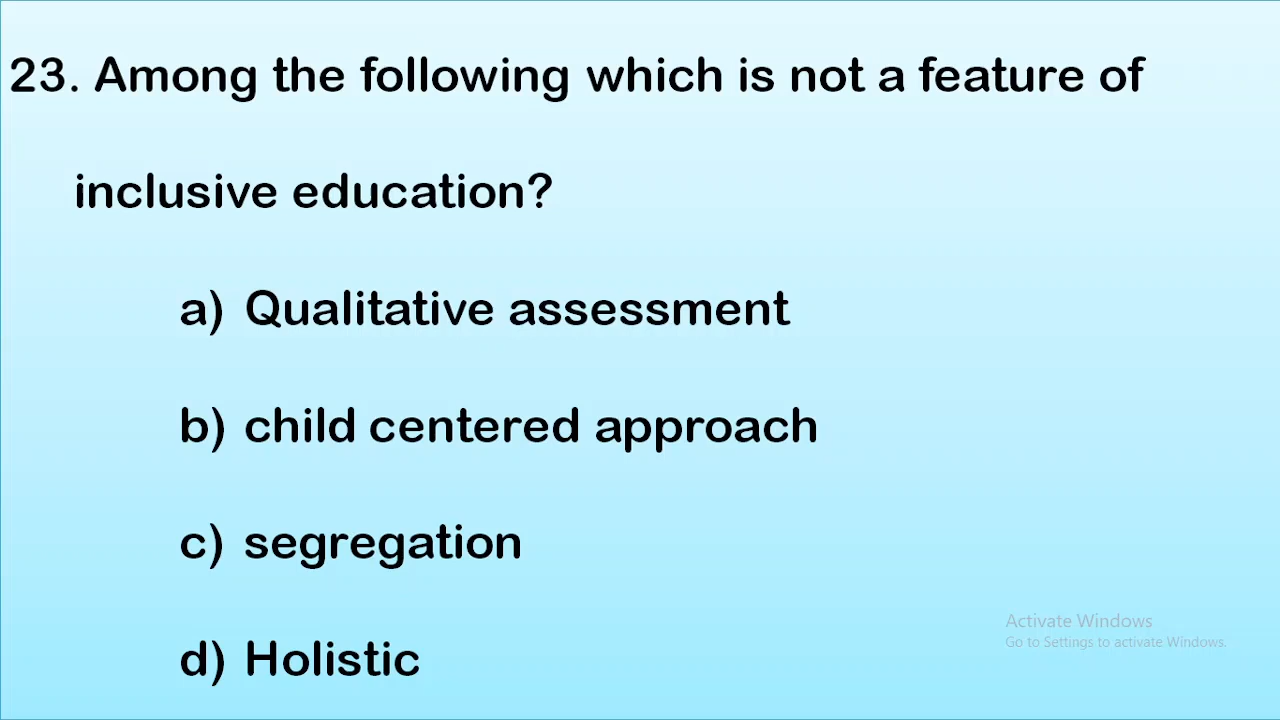 23. Among the following which is not a feature of
inclusive education?
a) Qualitative assessment
b) child centered approach
c) segregation
Activate Windows
Go to Settings to activate Windows.
d) Holistic